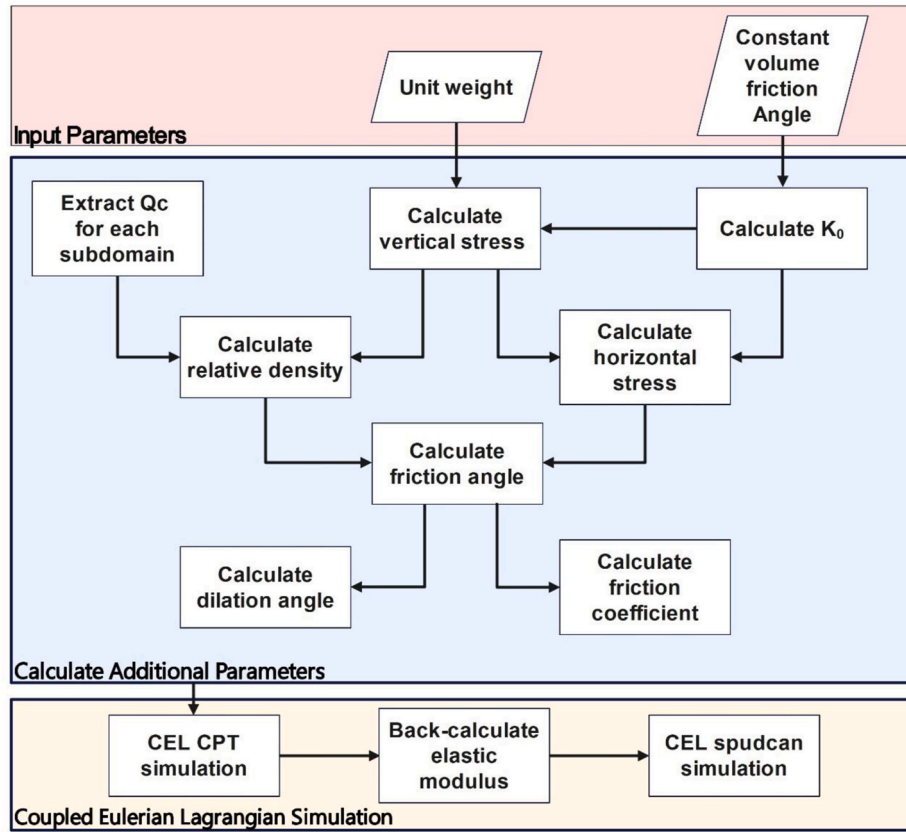 Unit weight
Constant
volume
friction
Angle
Input Parameters
Extract Qc
for each
subdomain
Calculate
vertical stress
Calculate K₀
Calculate
relative density
Calculate
horizontal
stress
Calculate
friction angle
Calculate
dilation angle
Calculate
friction
coefficient
Calculate Additional Parameters
CEL CPT
simulation
Back-calculate
elastic
modulus
CEL spudcan
simulation
Coupled Eulerian Lagrangian Simulation